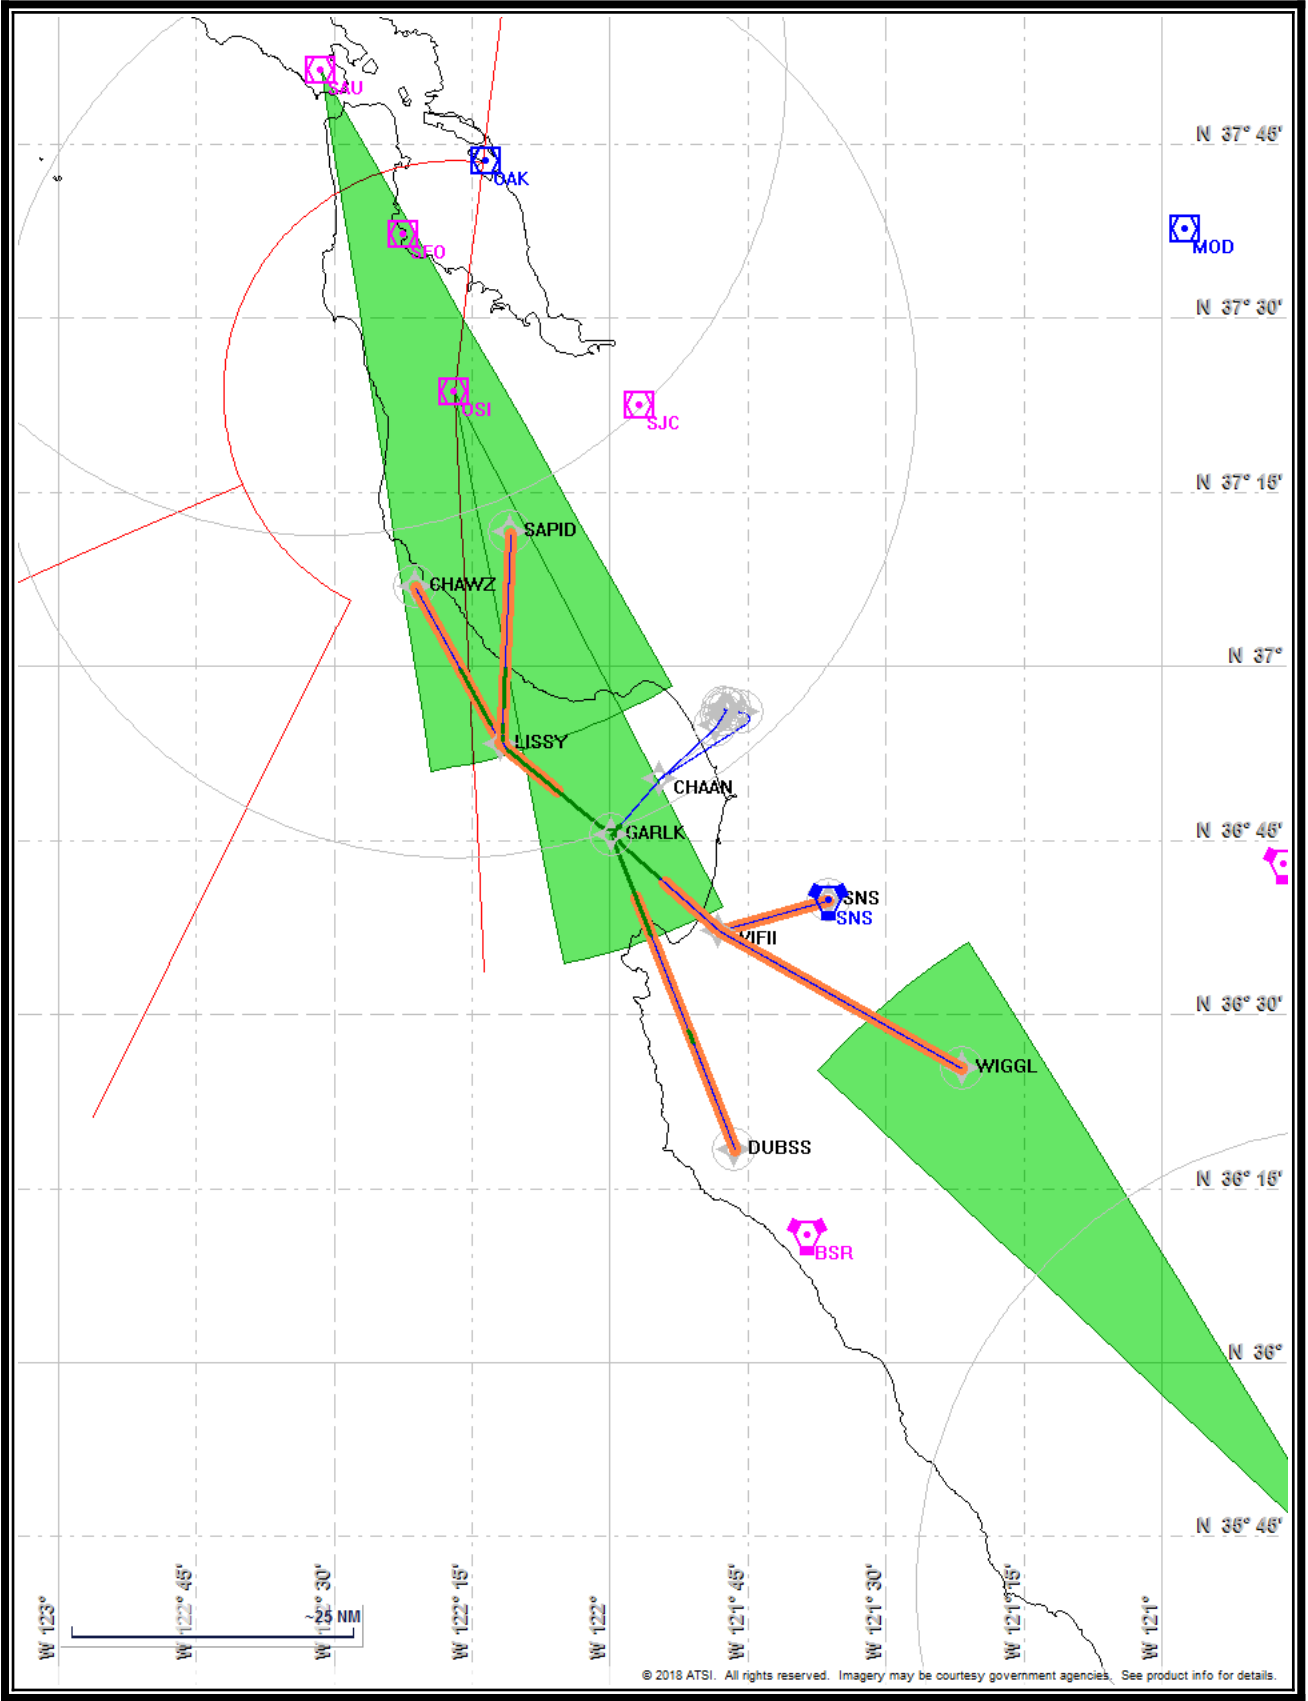 SAU
N 37° 45'
OAK
SFO
MOD
N 37° 30'
OSI
SJC
N 37° 15'
SAPID
CHAWZ
N 37°
LISSY
CHAAN
GARLK
N 36° 45'
SNS
SNS
YIFII
N 36° 30'
WIGGL
DUBSS
N 36° 15'
BSR
N 36°
N 35° 45'
W 123°
W 122° 45'
W 122° 30'
W 122° 15'
W 122°
W 121° 45'
W 121° 30'
W 121° 15'
W 121°
~25 NM
© 2018 ATSI. All rights reserved. Imagery may be courtesy government agencies. See product info for details.